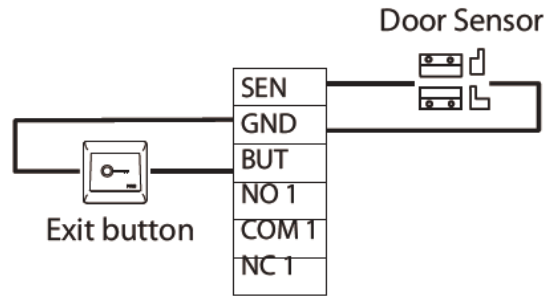 Door Sensor
SEN
GND
BUT
NO 1
COM 1
NC 1
Exit button